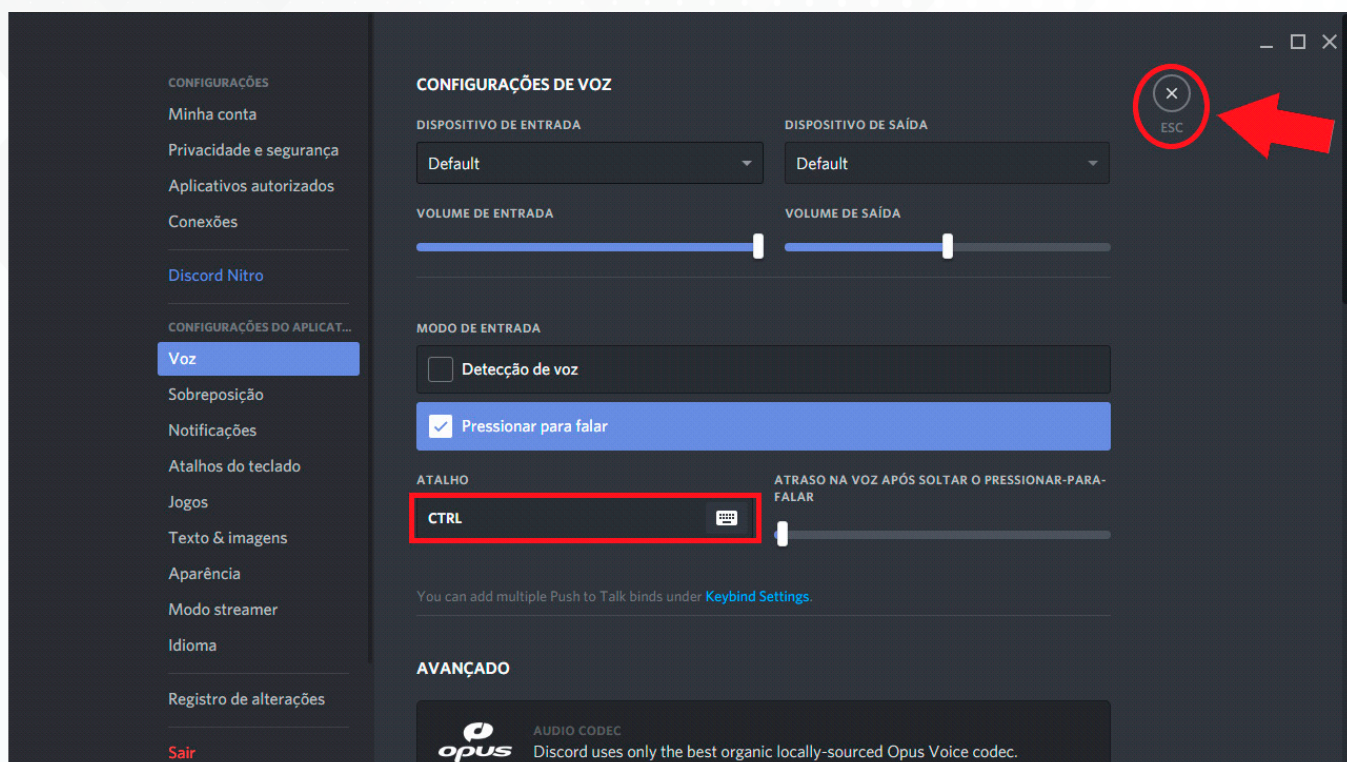 CONFIGURAÇÕES
Minha conta
Privacidade e segurança
Aplicativos autorizados
Conexões
Discord Nitro
CONFIGURAÇÕES DO APLICAT...
Voz
Sobreposição
Notificações
Atalhos do teclado
Jogos
Texto & imagens
Aparência
Modo streamer
Idioma
Registro de alterações
Sair
CONFIGURAÇÕES DE VOZ
DISPOSITIVO DE ENTRADA
Default
DISPOSITIVO DE SAÍDA
Default
VOLUME DE ENTRADA
VOLUME DE SAÍDA
MODO DE ENTRADA
Detecção de voz
Pressionar para falar
ATALHO
CTRL
ATRASO NA VOZ APÓS SOLTAR O PRESSIONAR-PARA-
FALAR
You can add multiple Push to Talk binds under Keybind Settings.
AVANÇADO
opus
AUDIO CODEC
Discord uses only the best organic locally-sourced Opus Voice codec.
ESC